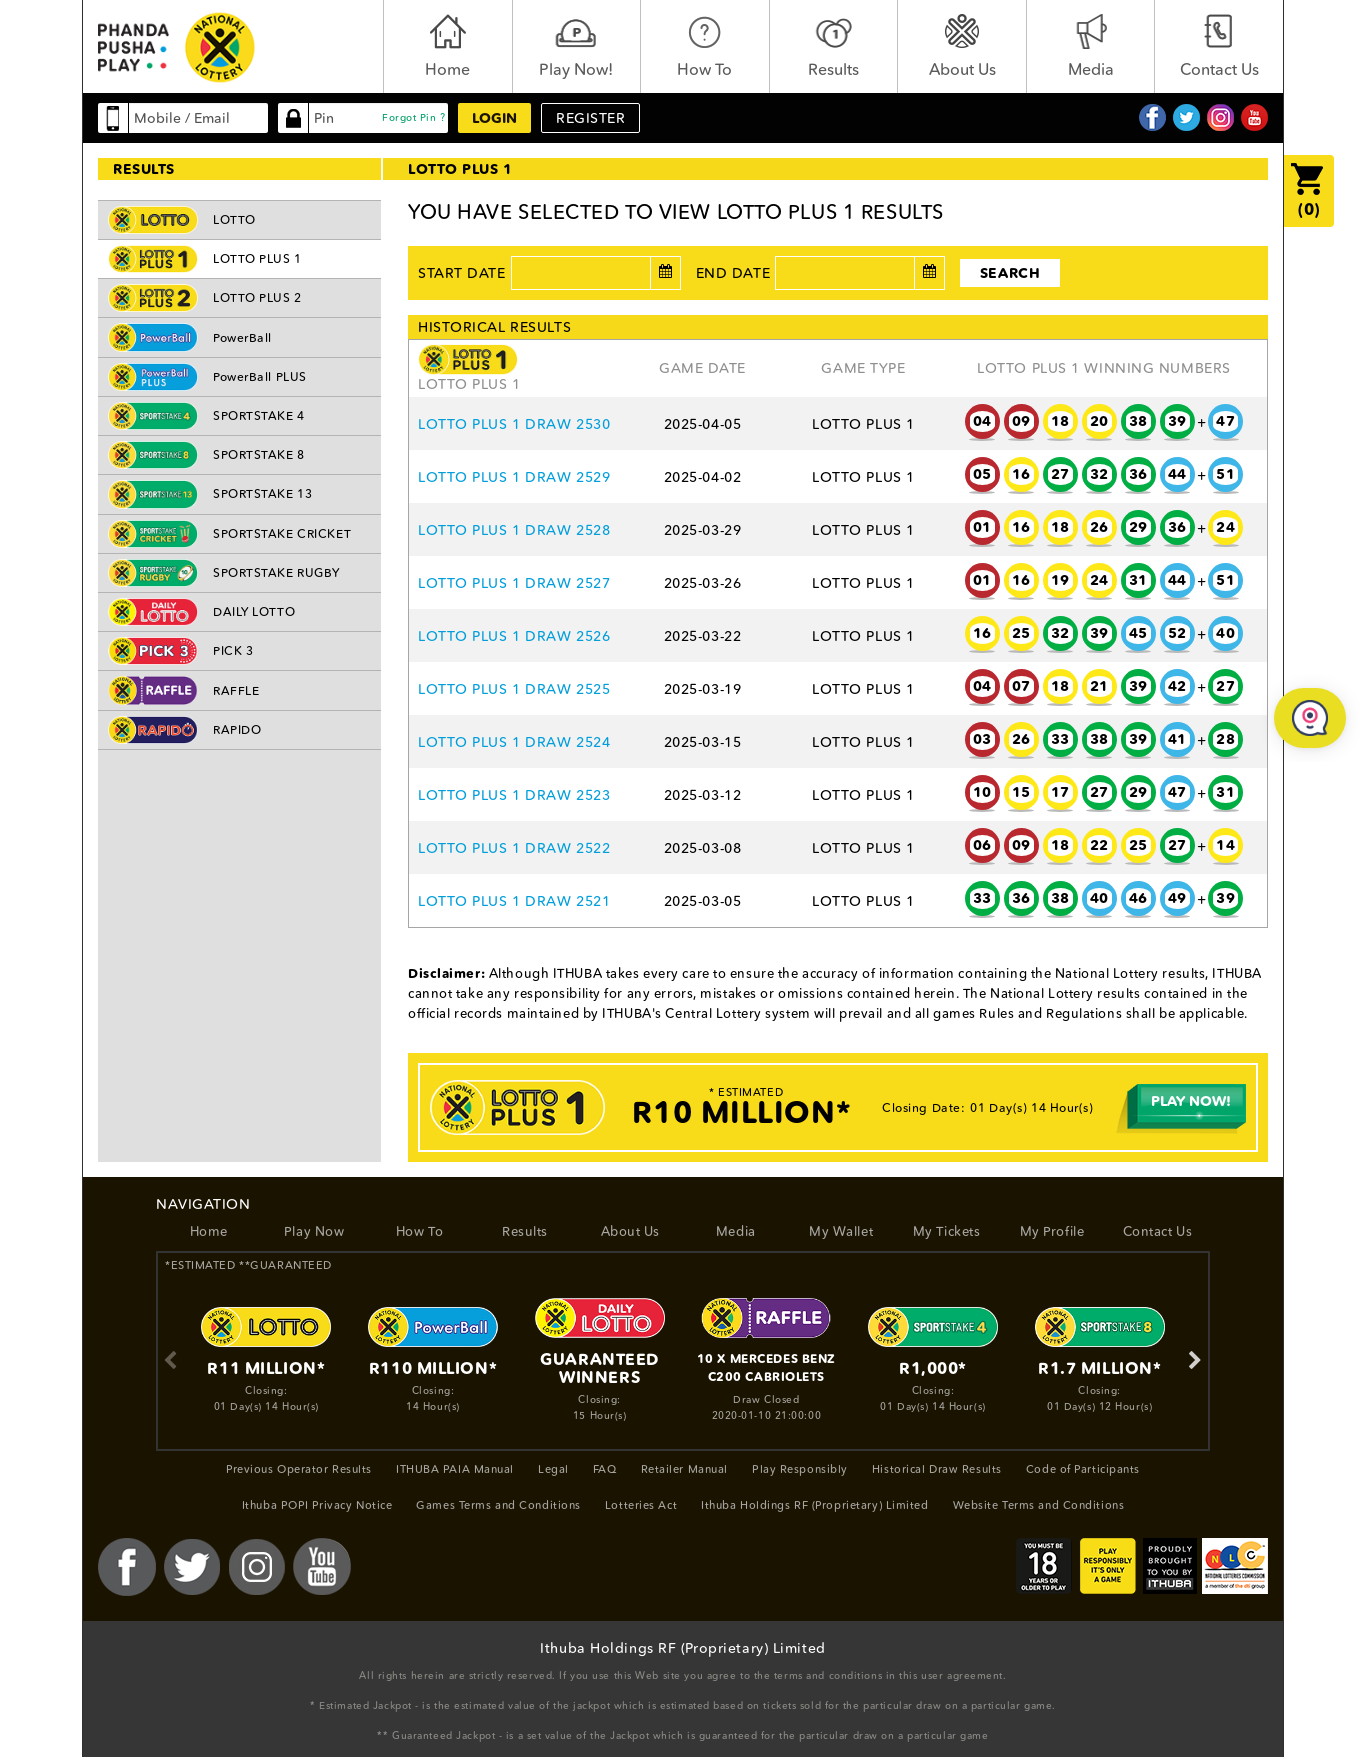 PHANDA
PUSHA
PLAY
NATIONAL LOTTERY
Home
Play Now!
How To
Results
About Us
Media
Contact Us
Mobile / Email
Pin
Forgot Pin ?
LOGIN
REGISTER
RESULTS
LOTTO PLUS 1
(0)
LOTTO LOTTO
LOTTO PLUS 1 LOTTO PLUS 1
LOTTO PLUS 2 LOTTO PLUS 2
PowerBall PowerBall
PowerBall PLUS PowerBall PLUS
SPORTSTAKE 4 SPORTSTAKE 4
SPORTSTAKE 8 SPORTSTAKE 8
SPORTSTAKE 13 SPORTSTAKE 13
SPORTSTAKE CRICKET SPORTSTAKE CRICKET
SPORTSTAKE RUGBY SPORTSTAKE RUGBY
DAILY LOTTO DAILY LOTTO
PICK 3 PICK 3
RAFFLE RAFFLE
RAPIDO RAPIDO
YOU HAVE SELECTED TO VIEW LOTTO PLUS 1 RESULTS
START DATE END DATE SEARCH
HISTORICAL RESULTS
LOTTO PLUS 1
LOTTO PLUS 1 GAME DATE GAME TYPE LOTTO PLUS 1 WINNING NUMBERS
LOTTO PLUS 1 DRAW 2530 2025-04-05 LOTTO PLUS 1 04 09 18 20 38 39 + 47
LOTTO PLUS 1 DRAW 2529 2025-04-02 LOTTO PLUS 1 05 16 27 32 36 44 + 51
LOTTO PLUS 1 DRAW 2528 2025-03-29 LOTTO PLUS 1 01 16 18 26 29 36 + 24
LOTTO PLUS 1 DRAW 2527 2025-03-26 LOTTO PLUS 1 01 16 19 24 31 44 + 51
LOTTO PLUS 1 DRAW 2526 2025-03-22 LOTTO PLUS 1 16 25 32 39 45 52 + 40
LOTTO PLUS 1 DRAW 2525 2025-03-19 LOTTO PLUS 1 04 07 18 21 39 42 + 27
LOTTO PLUS 1 DRAW 2524 2025-03-15 LOTTO PLUS 1 03 26 33 38 39 41 + 28
LOTTO PLUS 1 DRAW 2523 2025-03-12 LOTTO PLUS 1 10 15 17 27 29 47 + 31
LOTTO PLUS 1 DRAW 2522 2025-03-08 LOTTO PLUS 1 06 09 18 22 25 27 + 14
LOTTO PLUS 1 DRAW 2521 2025-03-05 LOTTO PLUS 1 33 36 38 40 46 49 + 39
Disclaimer: Although ITHUBA takes every care to ensure the accuracy of information containing the National Lottery results, ITHUBA
cannot take any responsibility for any errors, mistakes or omissions contained herein. The National Lottery results contained in the
official records maintained by ITHUBA's Central Lottery system will prevail and all games Rules and Regulations shall be applicable.
NATIONAL LOTTERY LOTTO PLUS 1
* ESTIMATED
R10 MILLION*
Closing Date: 01 Day(s) 14 Hour(s)
PLAY NOW!
NAVIGATION
Home Play Now How To Results About Us Media My Wallet My Tickets My Profile Contact Us
*ESTIMATED **GUARANTEED
LOTTO
R11 MILLION*
Closing:
01 Day(s) 14 Hour(s)
PowerBall
R110 MILLION*
Closing:
14 Hour(s)
DAILY LOTTO
GUARANTEED
WINNERS
Closing:
15 Hour(s)
RAFFLE
10 X MERCEDES BENZ
C200 CABRIOLETS
Draw Closed
2020-01-10 21:00:00
SPORTSTAKE 4
R1,000*
Closing:
01 Day(s) 14 Hour(s)
SPORTSTAKE 8
R1.7 MILLION*
Closing:
01 Day(s) 12 Hour(s)
Previous Operator Results ITHUBA PAIA Manual Legal FAQ Retailer Manual Play Responsibly Historical Draw Results Code of Participants
Ithuba POPI Privacy Notice Games Terms and Conditions Lotteries Act Ithuba Holdings RF (Proprietary) Limited Website Terms and Conditions
You
Tube
YOU MUST BE
18
YEARS OR
OLDER TO PLAY
PLAY
RESPONSIBLY
IT'S ONLY
A GAME
PROUDLY
BROUGHT
TO YOU BY
ITHUBA
NLC
NATIONAL LOTTERIES COMMISSION
a member of the dti group
Ithuba Holdings RF (Proprietary) Limited
All rights herein are strictly reserved. If you use this Web site you agree to the terms and conditions in this user agreement.
* Estimated Jackpot - is the estimated value of the jackpot which is estimated based on tickets sold for the particular draw on a particular game.
** Guaranteed Jackpot - is a set value of the Jackpot which is guaranteed for the particular draw on a particular game